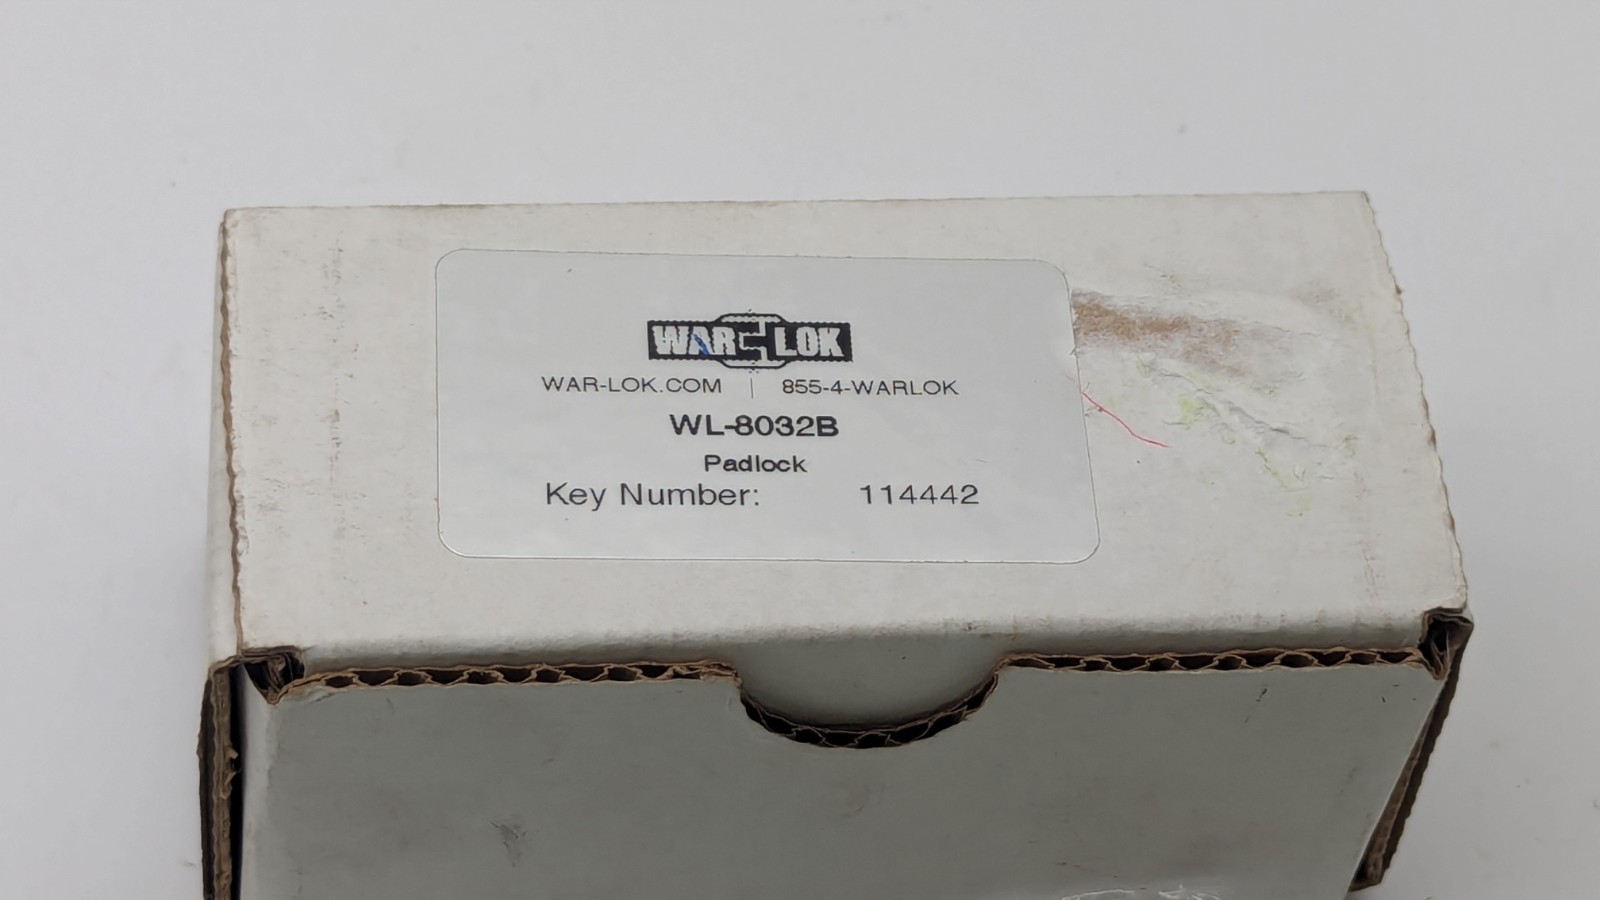 WAR LOK
WAR-LOK.COM | 855-4-WARLOK
WL-8032B
Padlock
Key Number: 114442